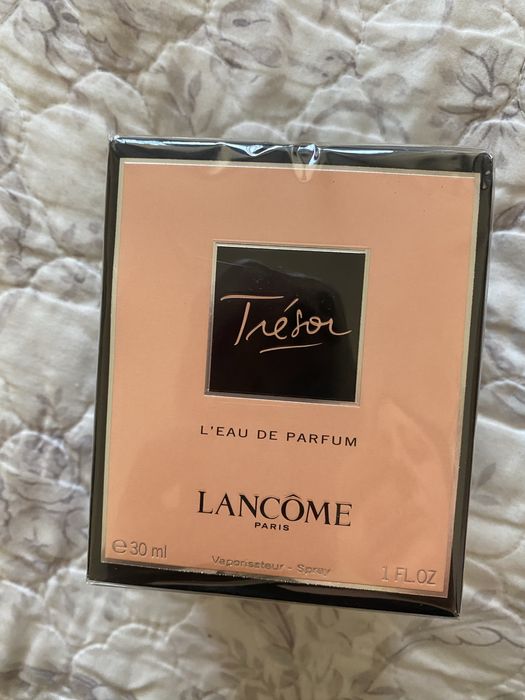 Trésor
L'EAU DE PARFUM
LANCÔME
PARIS
℮ 30 ml
Vaporisateur - Spray
1 FL.OZ